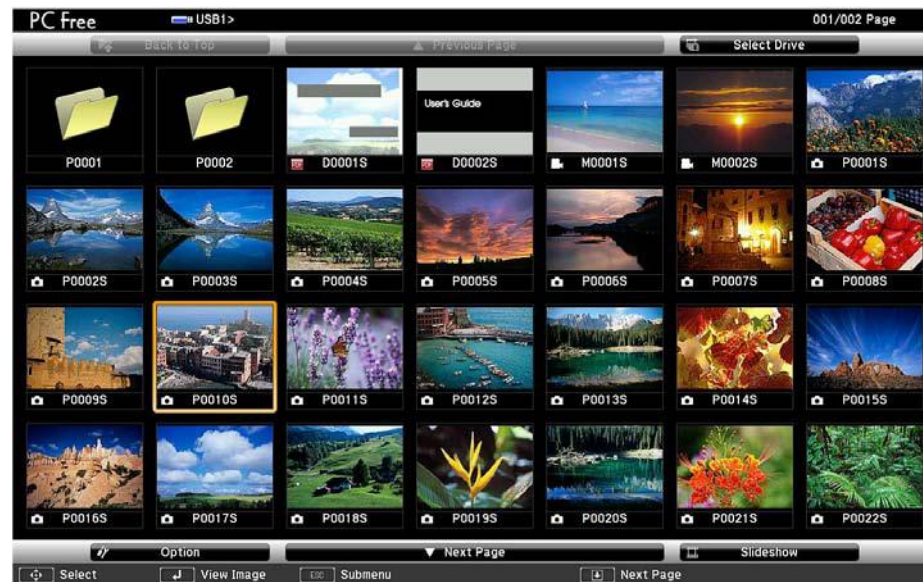 PC Free USB1> 001/002 Page
Back to Top Previous Page Select Drive
User's Guide
P0001 P0002 PDF D0001S PDF D0002S M0001S M0002S P0001S
P0002S P0003S P0004S P0005S P0006S P0007S P0008S
P0009S P0010S P0011S P0012S P0013S P0014S P0015S
P0016S P0017S P0018S P0019S P0020S P0021S P0022S
Option Next Page Slideshow
Select View Image ESC Submenu Next Page